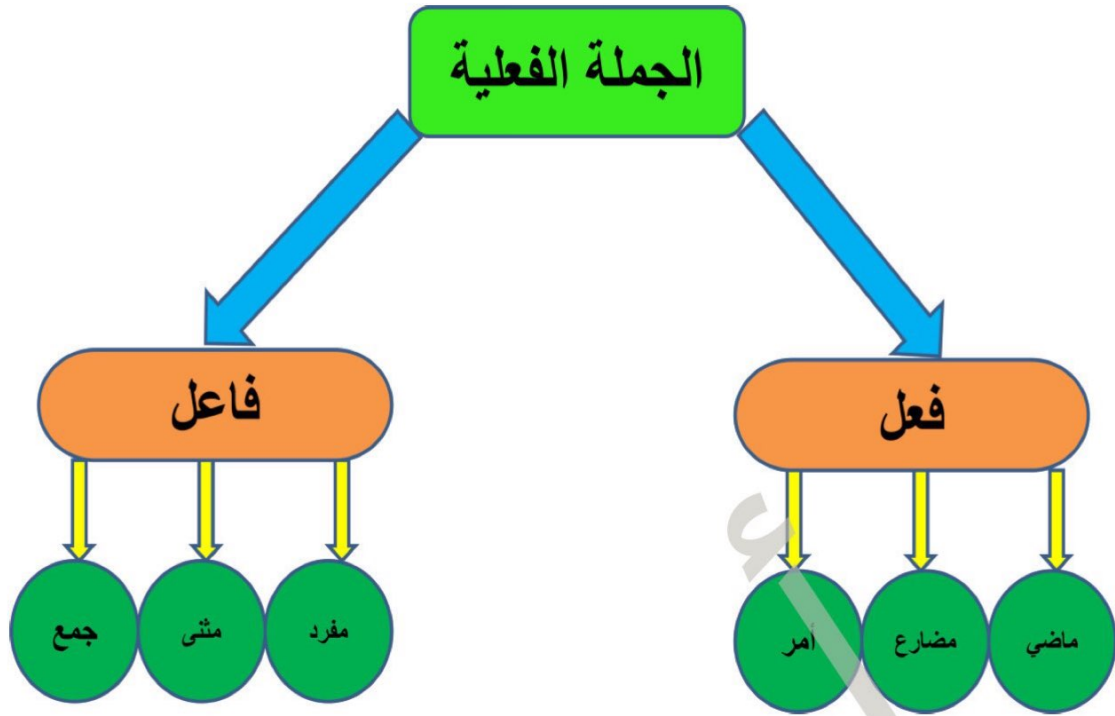 الجملة الفعلية
فعل
فاعل
ماضي
مضارع
أمر
مفرد
مثنى
جمع